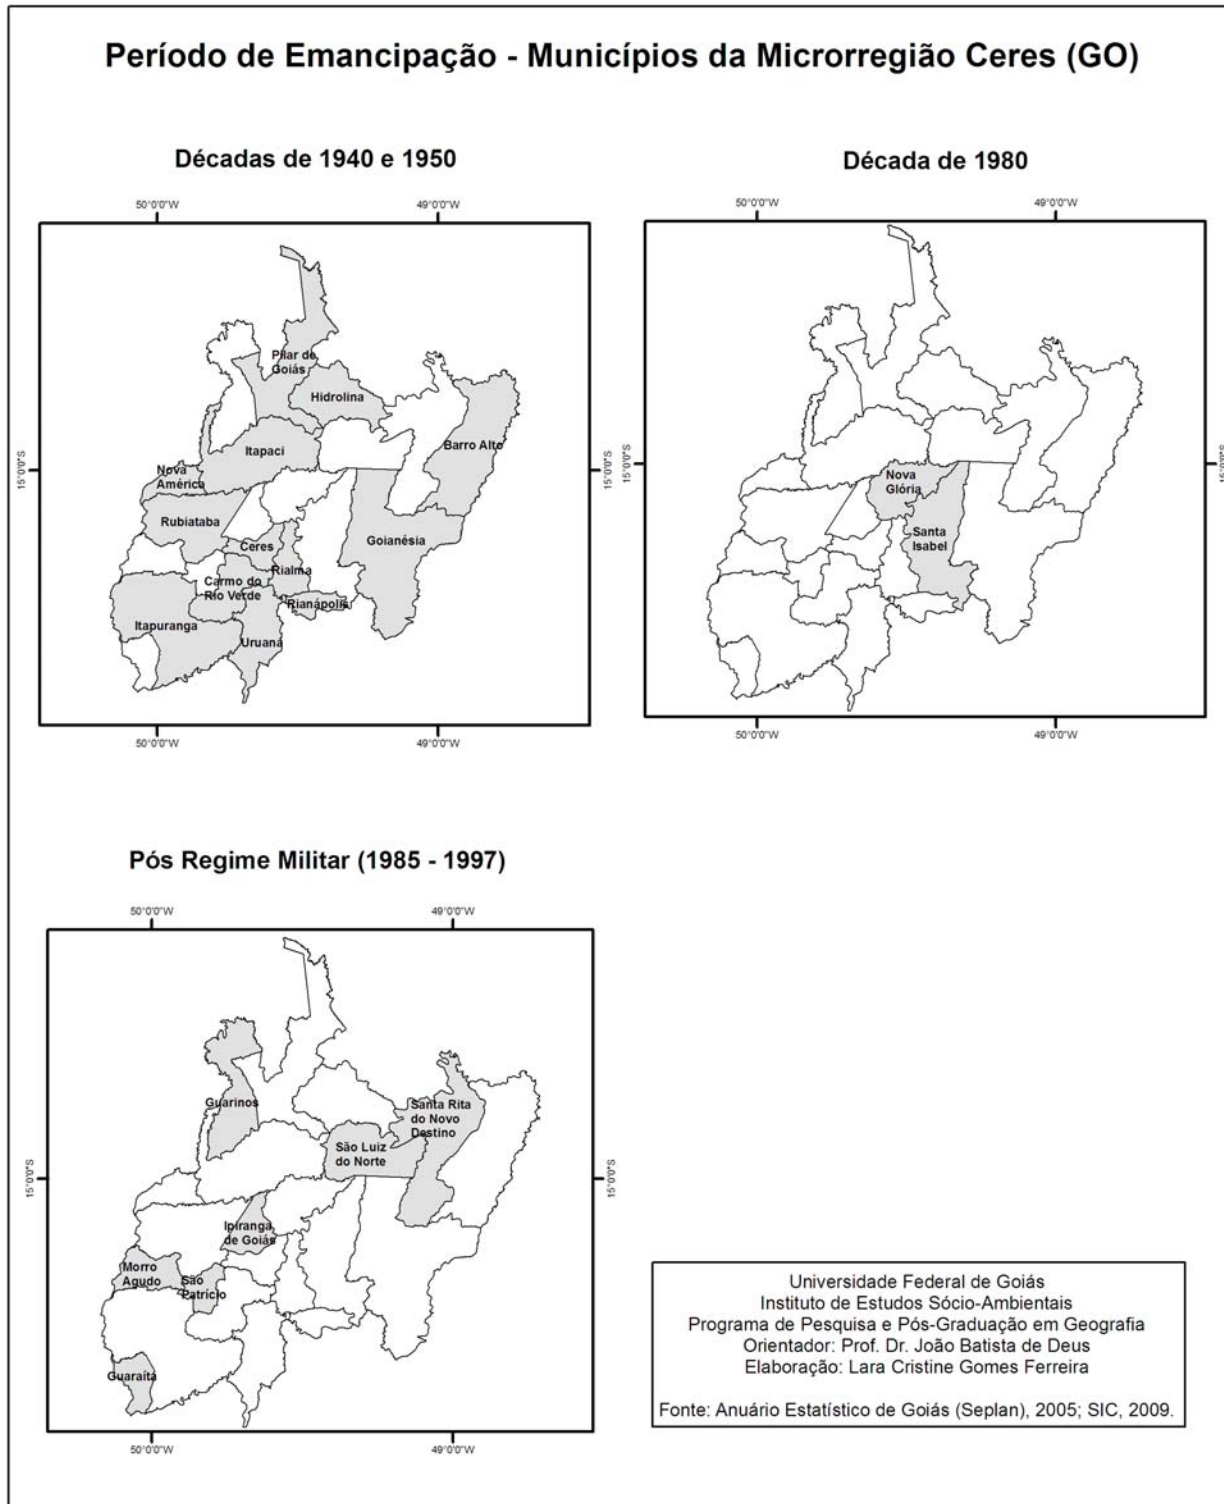 Período de Emancipação - Municípios da Microrregião Ceres (GO)
Décadas de 1940 e 1950
50°0'0"W
49°0'0"W
15°0'0"S
15°0'0"S
Pilar de
Goiás
Hidrolina
Barro Alto
Itapaci
Nova
América
Rubiataba
Goianésia
Ceres
Rialma
Carmo do
Rio Verde
Rianápolis
Itapuranga
Uruana
50°0'0"W
49°0'0"W
Década de 1980
50°0'0"W
49°0'0"W
15°0'0"S
15°0'0"S
Nova
Glória
Santa
Isabel
50°0'0"W
49°0'0"W
Pós Regime Militar (1985 - 1997)
50°0'0"W
49°0'0"W
15°0'0"S
15°0'0"S
Guarinos
Santa Rita
do Novo
Destino
São Luiz
do Norte
Ipiranga
de Goiás
Morro
Agudo
São
Patrício
Guaraíta
50°0'0"W
49°0'0"W
Universidade Federal de Goiás
Instituto de Estudos Sócio-Ambientais
Programa de Pesquisa e Pós-Graduação em Geografia
Orientador: Prof. Dr. João Batista de Deus
Elaboração: Lara Cristine Gomes Ferreira
Fonte: Anuário Estatístico de Goiás (Seplan), 2005; SIC, 2009.